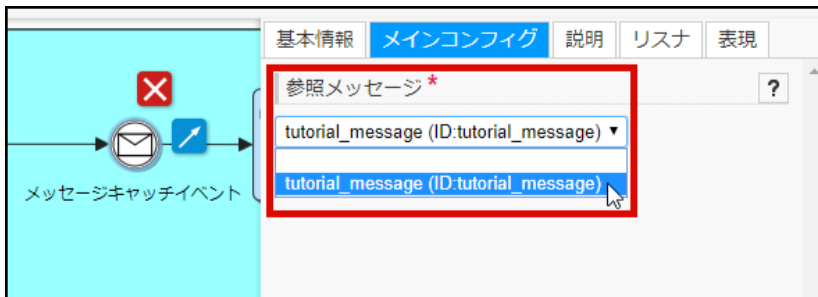 基本情報 メインコンフィグ 説明 リスナ 表現
参照メッセージ*
?
tutorial_message (ID:tutorial_message) ▼
tutorial_message (ID:tutorial_message)
メッセージキャッチイベント